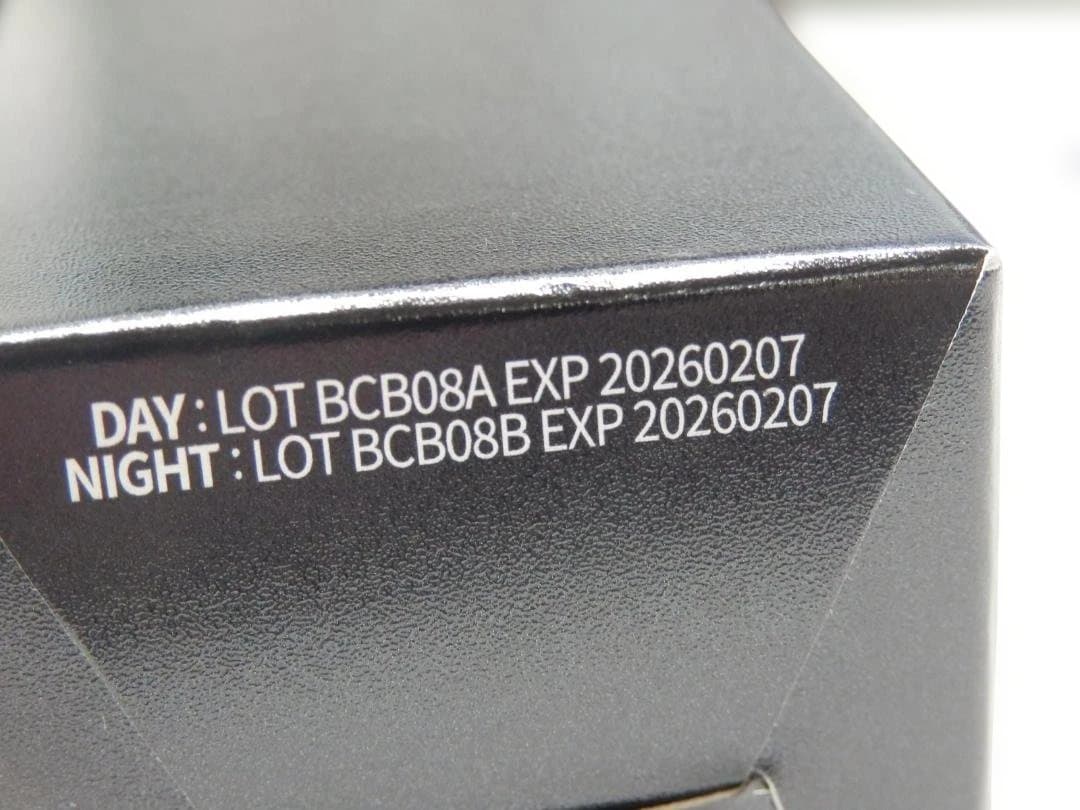 DAY : LOT BCB08A EXP 20260207
NIGHT : LOT BCB08B EXP 20260207